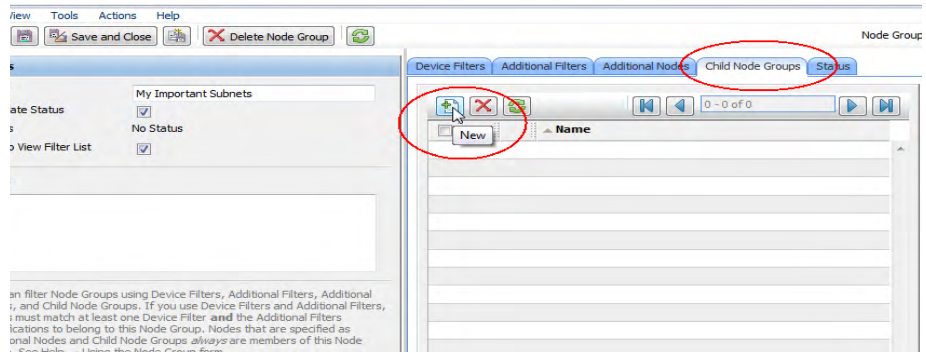 View Tools Actions Help
Save and Close Delete Node Group Node Group
Device Filters Additional Filters Additional Nodes Child Node Groups Status
My Important Subnets
ate Status
No Status
View Filter List
0 - 0 of 0
New Name
an filter Node Groups using Device Filters, Additional Filters, Additional
s, and Child Node Groups. If you use Device Filters and Additional Filters,
s must match at least one Device Filter and the Additional Filters
ications to belong to this Node Group. Nodes that are specified as
onal Nodes and Child Node Groups always are members of this Node
See Help Using the Node Group form